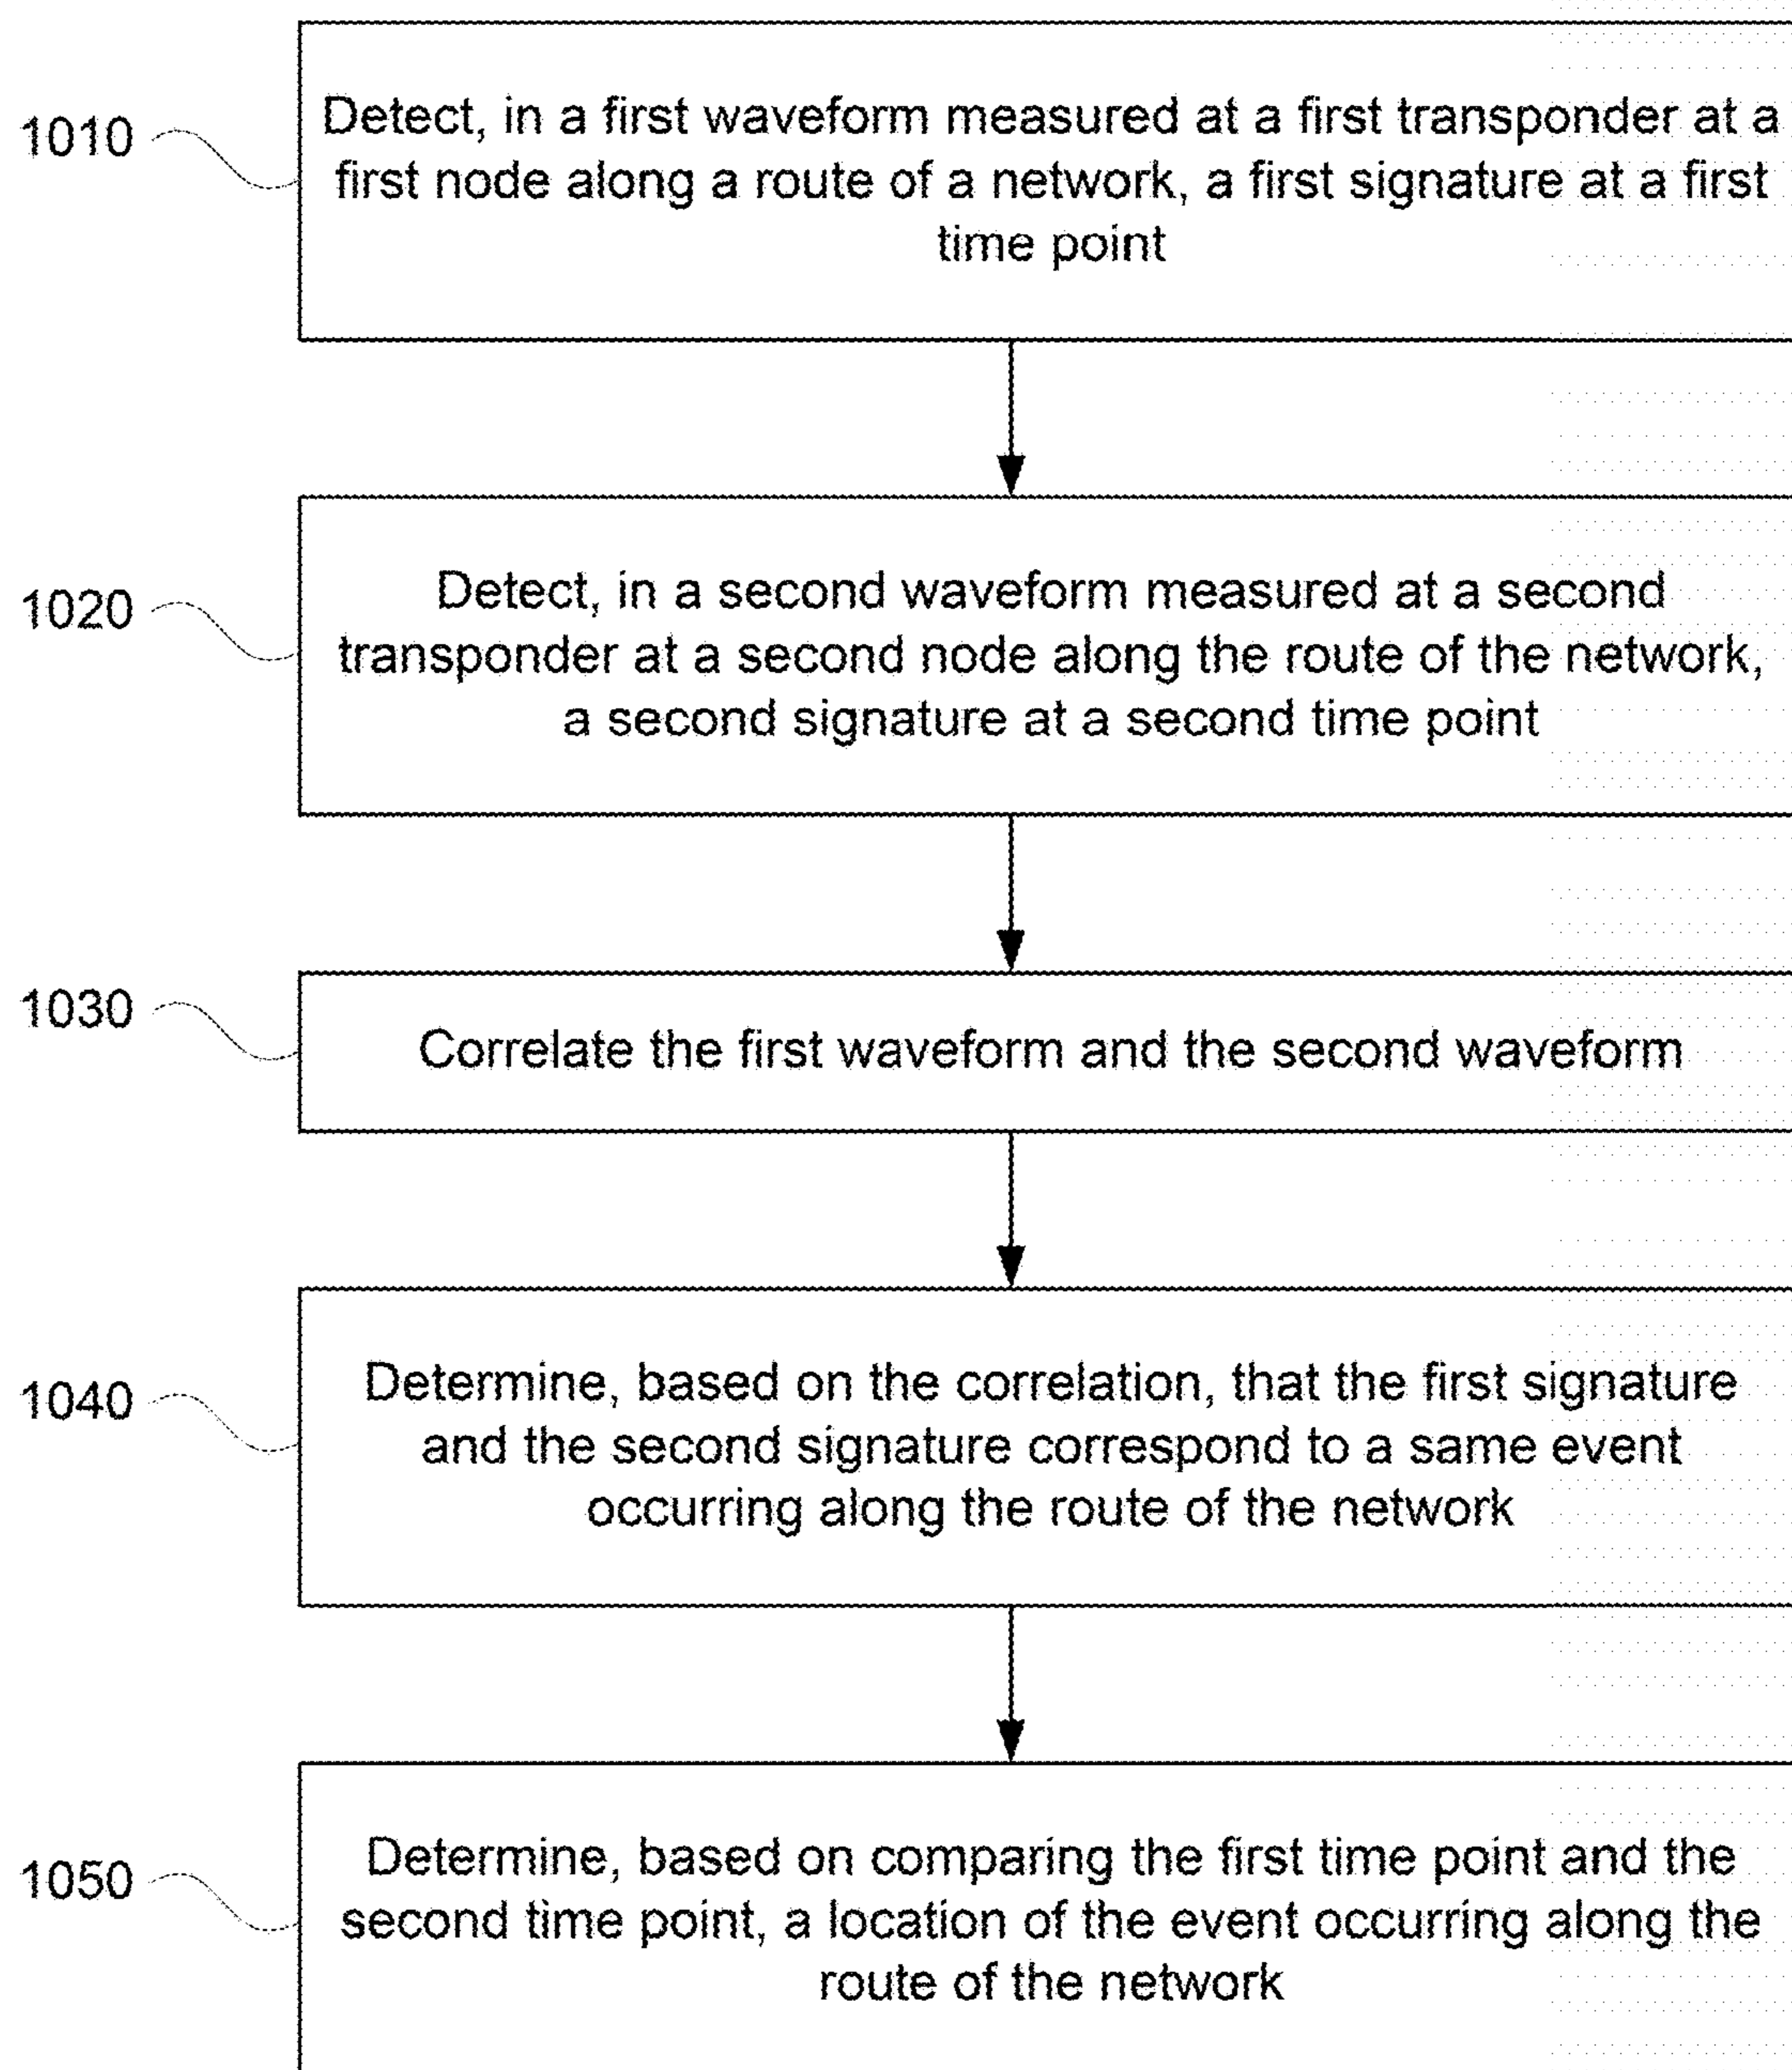 1010
Detect, in a first waveform measured at a first transponder at a
first node along a route of a network, a first signature at a first
time point
1020
Detect, in a second waveform measured at a second
transponder at a second node along the route of the network,
a second signature at a second time point
1030
Correlate the first waveform and the second waveform
1040
Determine, based on the correlation, that the first signature
and the second signature correspond to a same event
occurring along the route of the network
1050
Determine, based on comparing the first time point and the
second time point, a location of the event occurring along the
route of the network